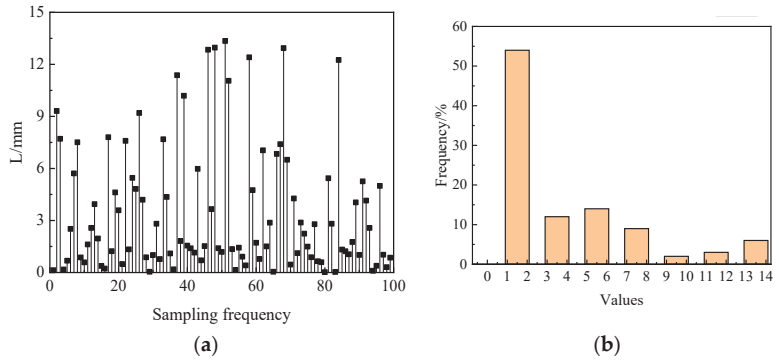 15
12
9
6
3
0
L/mm
0 20 40 60 80 100
Sampling frequency
(a)
60
50
40
30
20
10
0
Frequency/%
0 1 2 3 4 5 6 7 8 9 10 11 12 13 14
Values
(b)